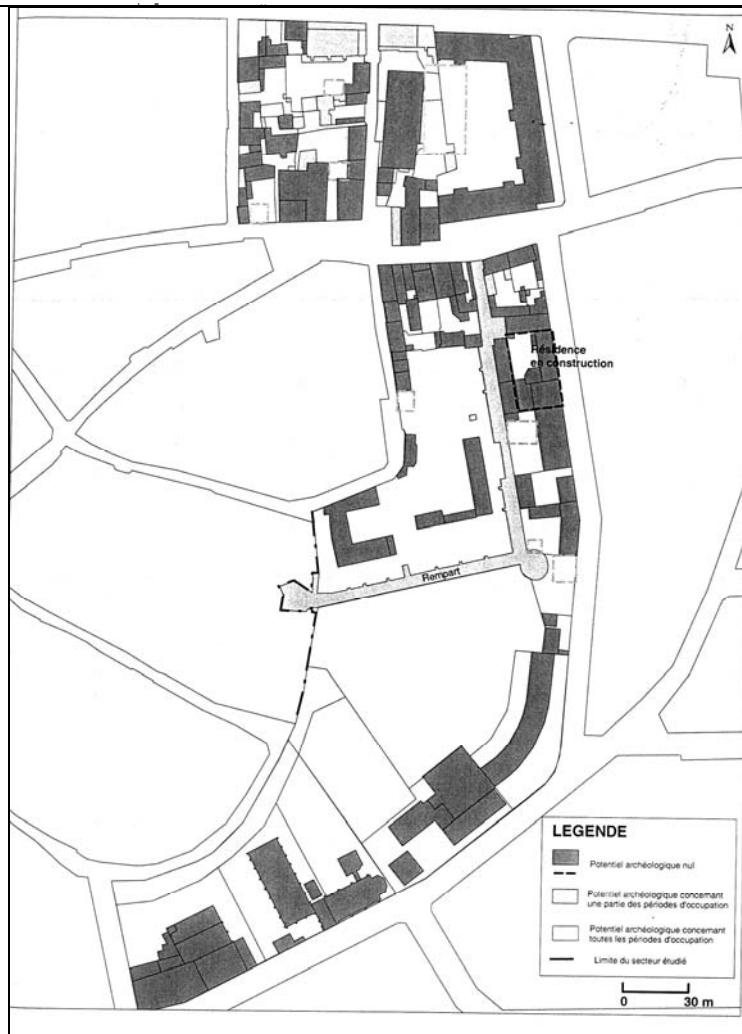 N
Résidence
en construction
Rempart
LEGENDE
Potentiel archéologique nul
Potentiel archéologique concernant
une partie des périodes d'occupation
Potentiel archéologique concernant
toutes les périodes d'occupation
Limite du secteur étudié
0 30 m